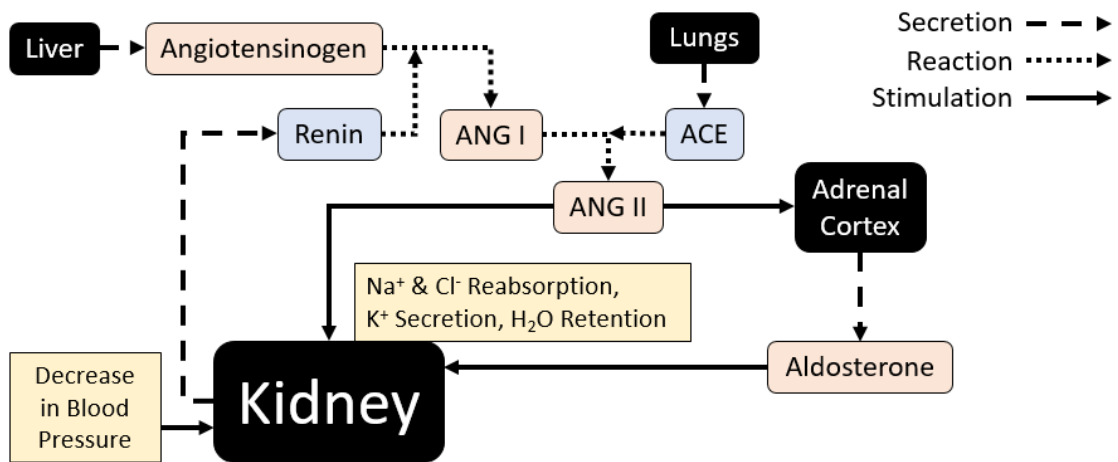 Liver
Angiotensinogen
Lungs
Secretion
Reaction
Stimulation
Renin
ANG I
ACE
ANG II
Adrenal
Cortex
Na⁺ & Cl⁻ Reabsorption,
K⁺ Secretion, H₂O Retention
Decrease
in Blood
Pressure
Kidney
Aldosterone